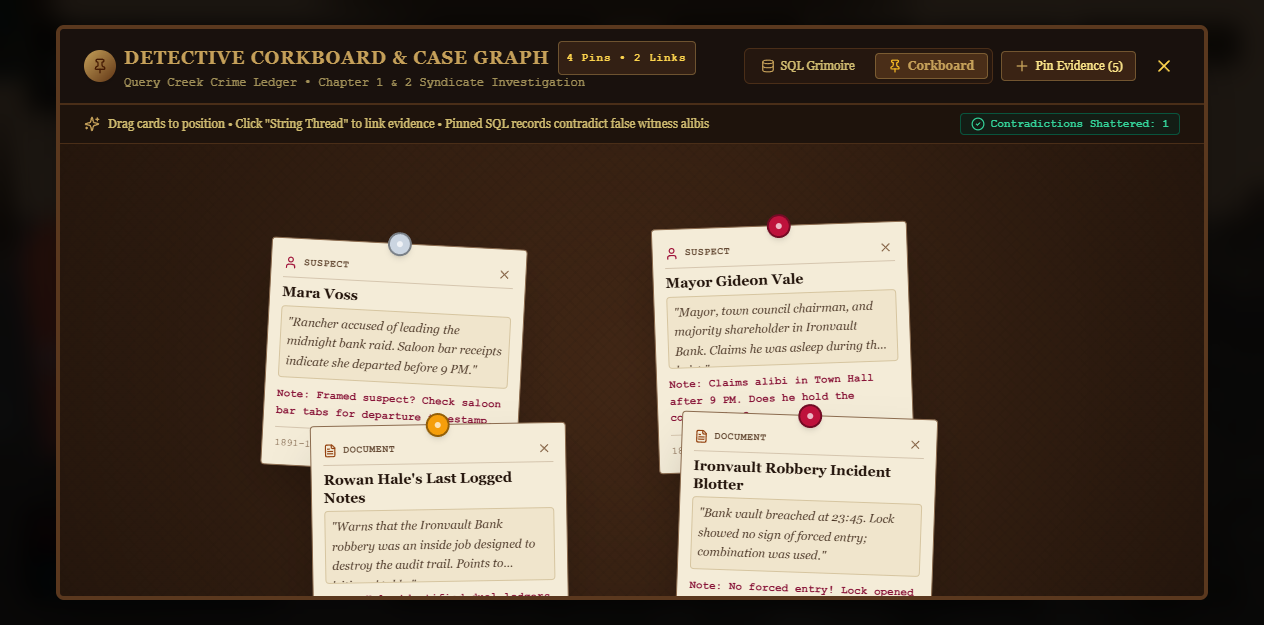 DETECTIVE CORKBOARD & CASE GRAPH
4 Pins • 2 Links
Query Creek Crime Ledger • Chapter 1 & 2 Syndicate Investigation
SQL Grimoire
Corkboard
Pin Evidence (5)
Drag cards to position • Click "String Thread" to link evidence • Pinned SQL records contradict false witness alibis
Contradictions Shattered: 1
SUSPECT
Mara Voss
"Rancher accused of leading the
midnight bank raid. Saloon bar receipts
indicate she departed before 9 PM."
Note: Framed suspect? Check saloon
bar tabs for departure
1891-1
SUSPECT
Mayor Gideon Vale
"Mayor, town council chairman, and
majority shareholder in Ironvault
Bank. Claims he was asleep during th...
Note: Claims alibi in Town Hall
after 9 PM. Does he hold the
18
DOCUMENT
Rowan Hale's Last Logged
Notes
"Warns that the Ironvault Bank
robbery was an inside job designed to
destroy the audit trail. Points to...
DOCUMENT
Ironvault Robbery Incident
Blotter
"Bank vault breached at 23:45. Lock
showed no sign of forced entry;
combination was used."
Note: No forced entry! Lock opened